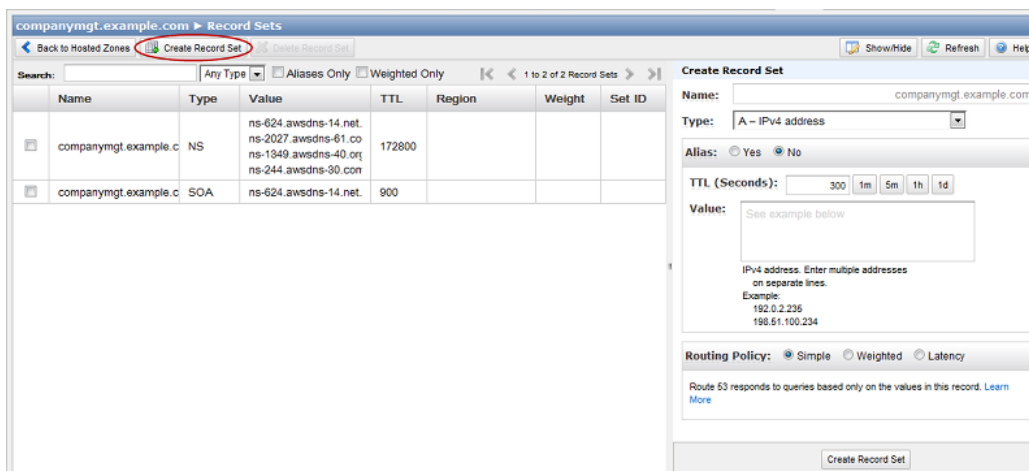 companymgt.example.com ▶ Record Sets
Back to Hosted Zones Create Record Set Delete Record Set Show/Hide Refresh Help
Search: Any Type Aliases Only Weighted Only 1 to 2 of 2 Record Sets
Name Type Value TTL Region Weight Set ID
companymgt.example.c NS ns-624.awsdns-14.net. 172800
ns-2027.awsdns-61.co
ns-1349.awsdns-40.org
ns-244.awsdns-30.com
companymgt.example.c SOA ns-624.awsdns-14.net. 900
Create Record Set
Name: companymgt.example.com
Type: A – IPv4 address
Alias: Yes No
TTL (Seconds): 300 1m 5m 1h 1d
Value: See example below
IPv4 address. Enter multiple addresses
on separate lines.
Example:
192.0.2.235
198.51.100.234
Routing Policy: Simple Weighted Latency
Route 53 responds to queries based only on the values in this record. Learn
More
Create Record Set